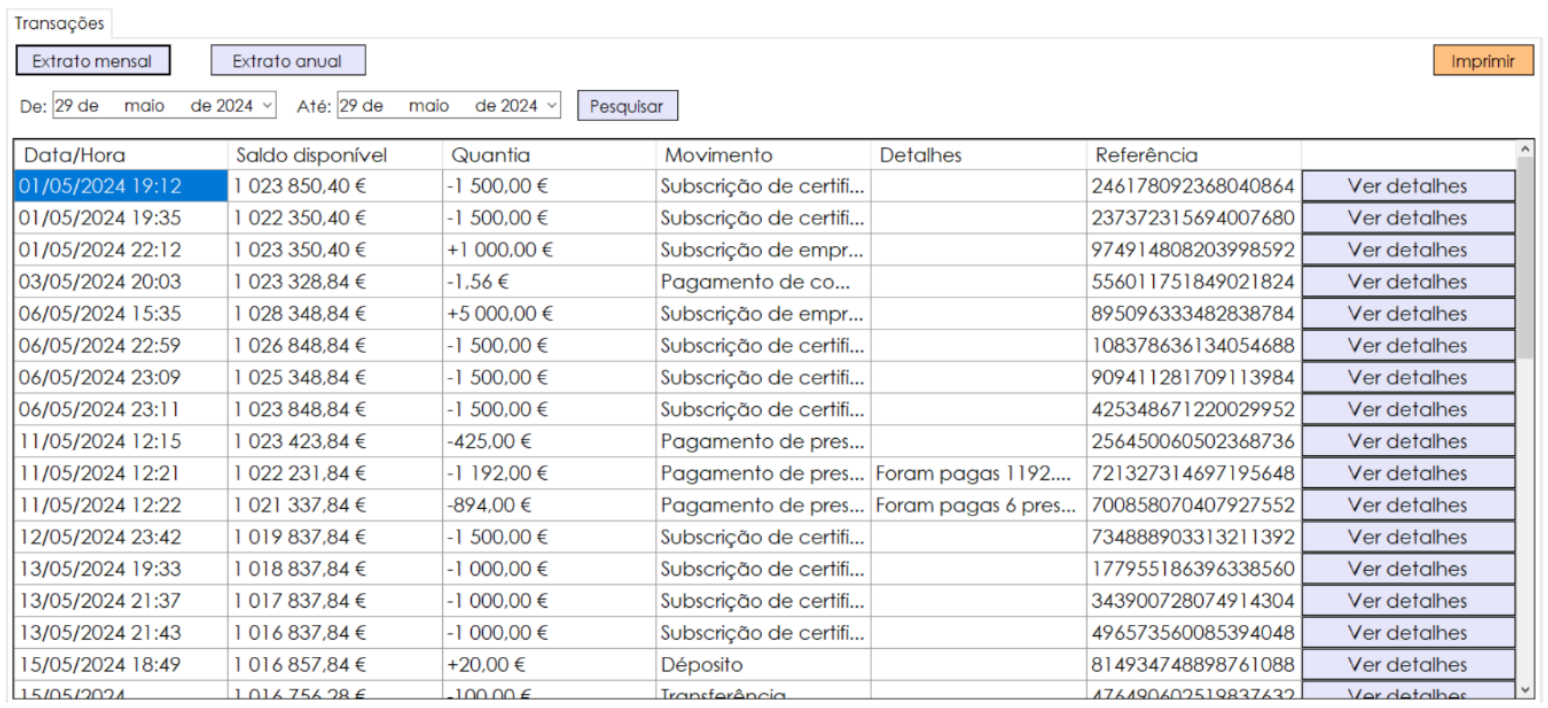 Transações
Extrato mensal Extrato anual Imprimir
De: 29 de maio de 2024 Até: 29 de maio de 2024 Pesquisar
Data/Hora Saldo disponível Quantia Movimento Detalhes Referência
01/05/2024 19:12 1 023 850,40 € -1 500,00 € Subscrição de certifi... 246178092368040864 Ver detalhes
01/05/2024 19:35 1 022 350,40 € -1 500,00 € Subscrição de certifi... 237372315694007680 Ver detalhes
01/05/2024 22:12 1 023 350,40 € +1 000,00 € Subscrição de empr... 974914808203998592 Ver detalhes
03/05/2024 20:03 1 023 328,84 € -1,56 € Pagamento de co... 556011751849021824 Ver detalhes
06/05/2024 15:35 1 028 348,84 € +5 000,00 € Subscrição de empr... 895096333482838784 Ver detalhes
06/05/2024 22:59 1 026 848,84 € -1 500,00 € Subscrição de certifi... 108378636134054688 Ver detalhes
06/05/2024 23:09 1 025 348,84 € -1 500,00 € Subscrição de certifi... 909411281709113984 Ver detalhes
06/05/2024 23:11 1 023 848,84 € -1 500,00 € Subscrição de certifi... 425348671220029952 Ver detalhes
11/05/2024 12:15 1 023 423,84 € -425,00 € Pagamento de pres... 256450060502368736 Ver detalhes
11/05/2024 12:21 1 022 231,84 € -1 192,00 € Pagamento de pres... Foram pagas 1192.... 721327314697195648 Ver detalhes
11/05/2024 12:22 1 021 337,84 € -894,00 € Pagamento de pres... Foram pagas 6 pres... 700858070407927552 Ver detalhes
12/05/2024 23:42 1 019 837,84 € -1 500,00 € Subscrição de certifi... 734888903313211392 Ver detalhes
13/05/2024 19:33 1 018 837,84 € -1 000,00 € Subscrição de certifi... 177955186396338560 Ver detalhes
13/05/2024 21:37 1 017 837,84 € -1 000,00 € Subscrição de certifi... 343900728074914304 Ver detalhes
13/05/2024 21:43 1 016 837,84 € -1 000,00 € Subscrição de certifi... 496573560085394048 Ver detalhes
15/05/2024 18:49 1 016 857,84 € +20,00 € Déposito 814934748898761088 Ver detalhes
15/05/2024 1 016 756,28 € -100,00 € Transferência 476490602519837632 Ver detalhes